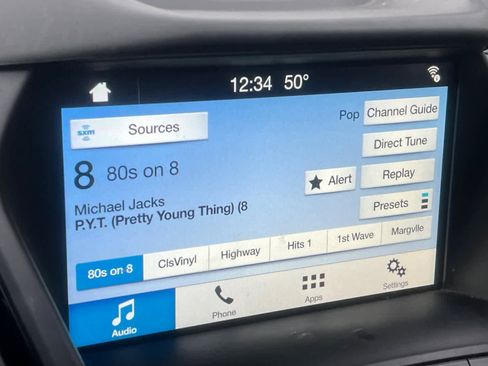 12:34 50°
Pop Channel Guide
sxm Sources
Direct Tune
8 80s on 8
Alert Replay
Michael Jacks
P.Y.T. (Pretty Young Thing) (8
Presets
80s on 8 ClsVinyl Highway Hits 1 1st Wave Margvlle
Audio Phone Apps Settings